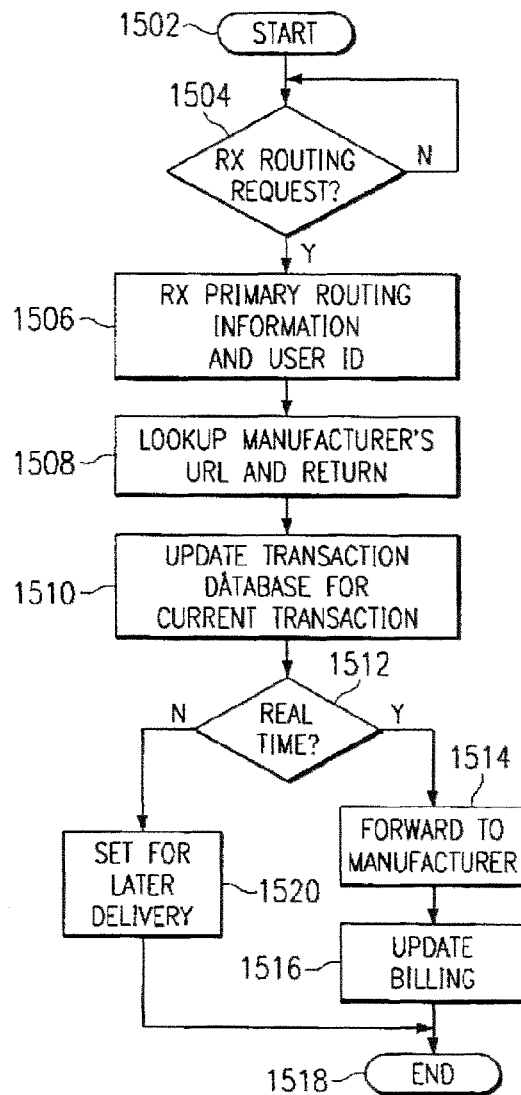 1502
START
1504
RX ROUTING
REQUEST?
N
Y
1506
RX PRIMARY ROUTING
INFORMATION
AND USER ID
1508
LOOKUP MANUFACTURER'S
URL AND RETURN
1510
UPDATE TRANSACTION
DATABASE FOR
CURRENT TRANSACTION
1512
N
REAL
TIME?
Y
1514
FORWARD TO
MANUFACTURER
SET FOR
LATER
DELIVERY
1520
1516
UPDATE
BILLING
1518
END